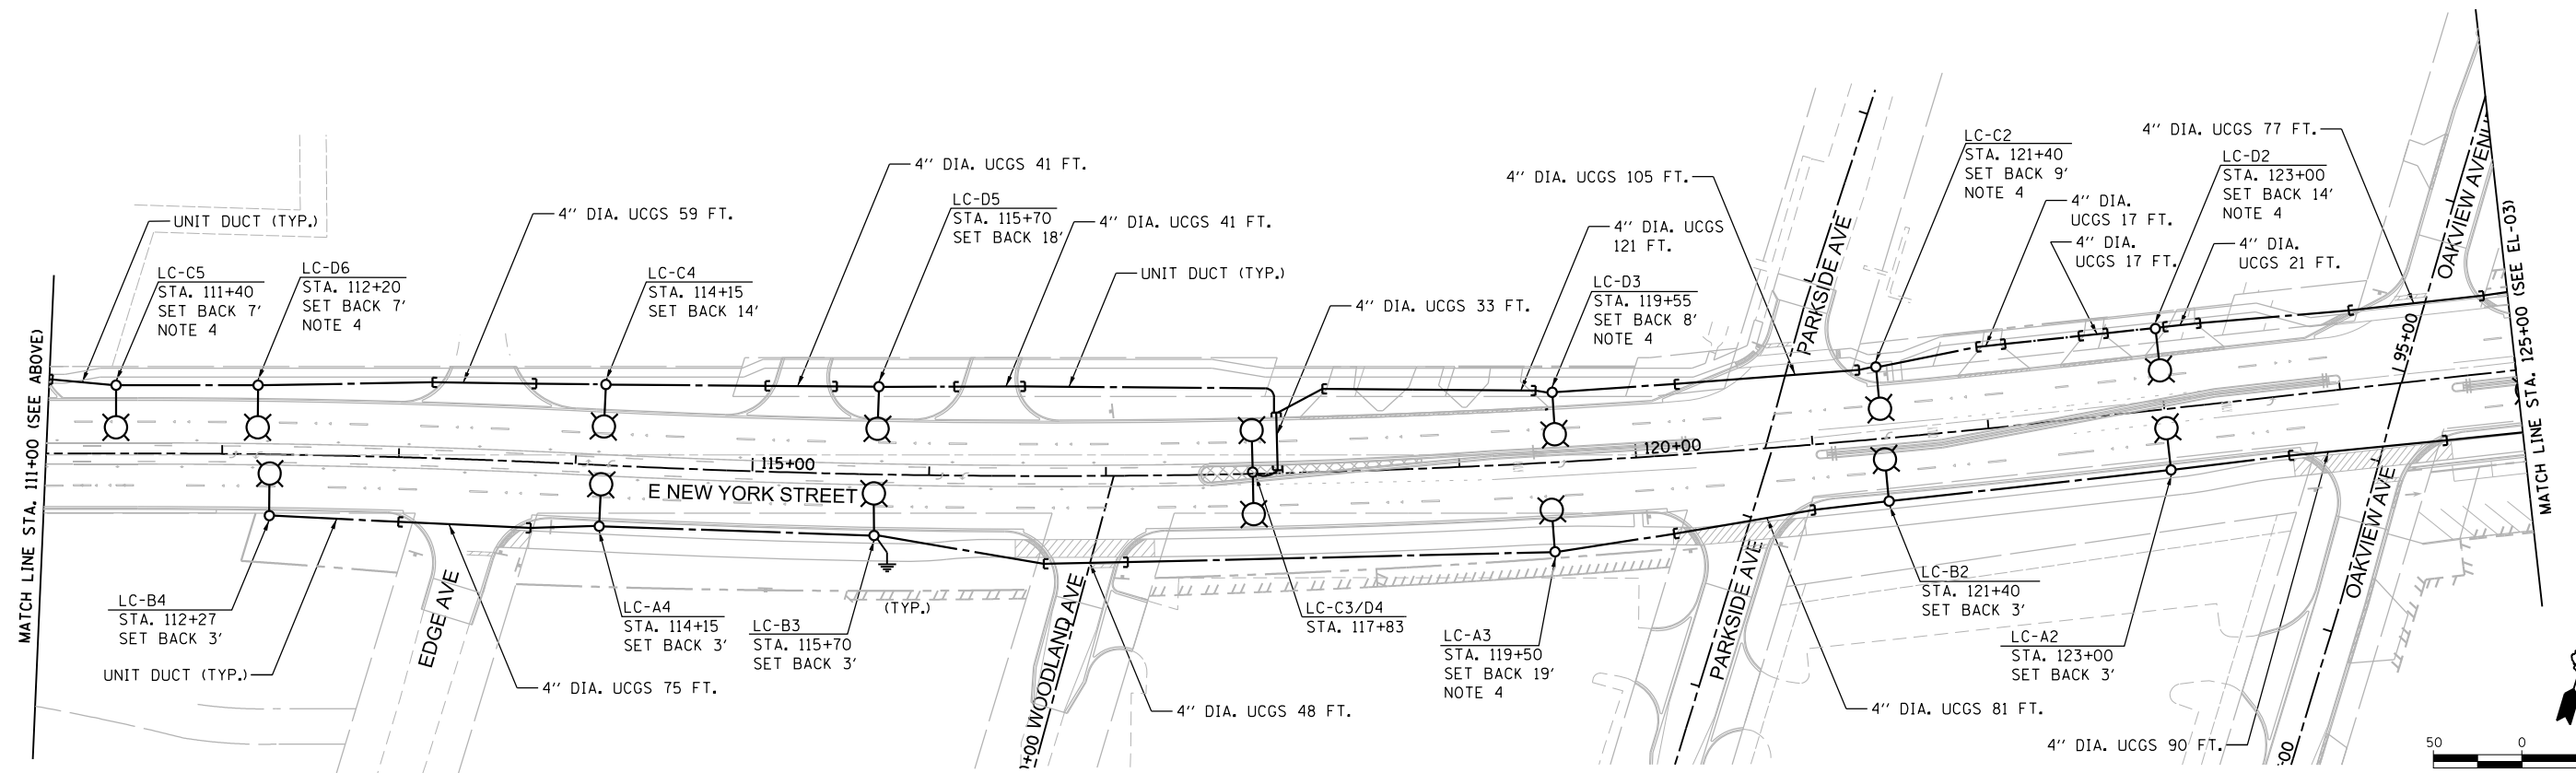 UNIT DUCT (TYP.)
LC-C5
STA. 111+40
SET BACK 7'
NOTE 4
LC-D6
STA. 112+20
SET BACK 7'
NOTE 4
4'' DIA. UCGS 59 FT.
LC-C4
STA. 114+15
SET BACK 14'
4'' DIA. UCGS 41 FT.
LC-D5
STA. 115+70
SET BACK 18'
4'' DIA. UCGS 41 FT.
UNIT DUCT (TYP.)
4'' DIA. UCGS 33 FT.
4'' DIA. UCGS 105 FT.
4'' DIA. UCGS
121 FT.
LC-D3
STA. 119+55
SET BACK 8'
NOTE 4
PARKSIDE AVE
LC-C2
STA. 121+40
SET BACK 9'
NOTE 4
4'' DIA.
UCGS 17 FT.
4'' DIA.
UCGS 17 FT.
4'' DIA. UCGS 77 FT.
LC-D2
STA. 123+00
SET BACK 14'
NOTE 4
4'' DIA.
UCGS 21 FT.
OAKVIEW AVENU
95+00
MATCH LINE STA. 111+00 (SEE ABOVE)
MATCH LINE STA. 125+00 (SEE EL-03)
115+00
120+00
E NEW YORK STREET
LC-B4
STA. 112+27
SET BACK 3'
UNIT DUCT (TYP.)
EDGE AVE
4'' DIA. UCGS 75 FT.
LC-A4
STA. 114+15
SET BACK 3'
LC-B3
STA. 115+70
SET BACK 3'
(TYP.)
+00 WOODLAND AVE
4'' DIA. UCGS 48 FT.
LC-C3/D4
STA. 117+83
LC-A3
STA. 119+50
SET BACK 19'
NOTE 4
PARKSIDE AVE
4'' DIA. UCGS 81 FT.
LC-B2
STA. 121+40
SET BACK 3'
LC-A2
STA. 123+00
SET BACK 3'
4'' DIA. UCGS 90 FT.
OAKVIEW AVE
-00
50 0